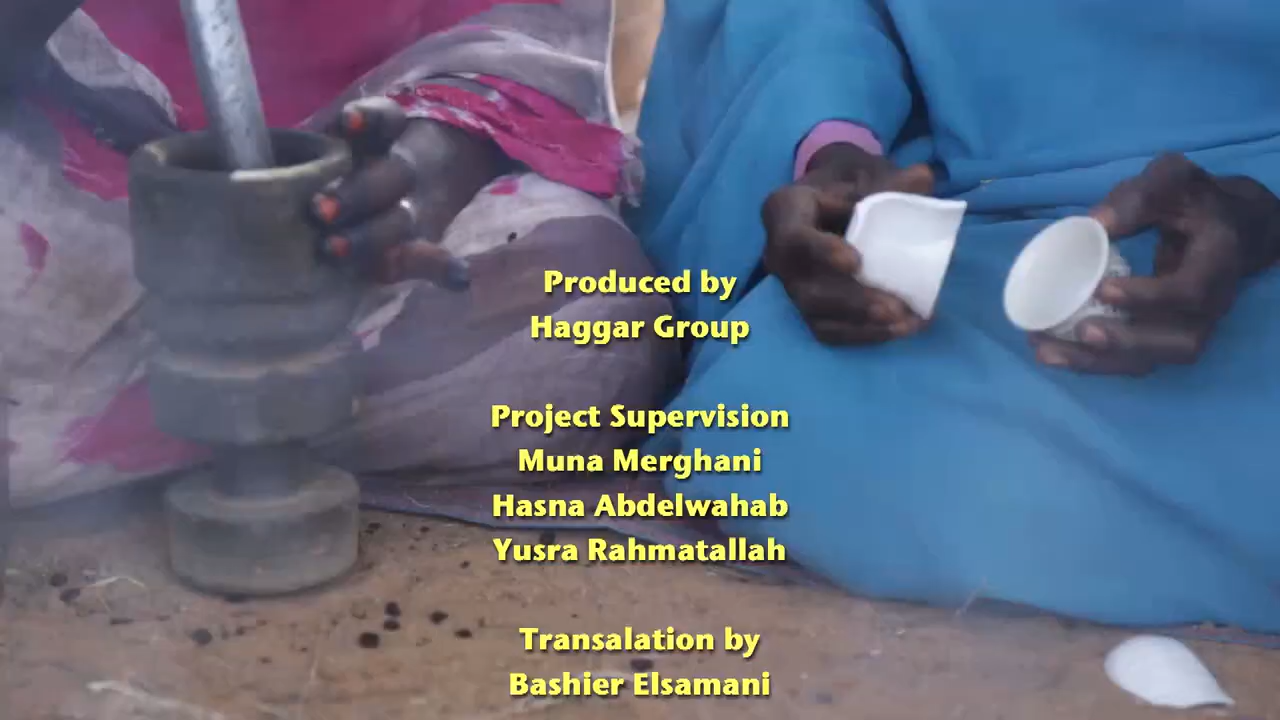 Produced by
Haggar Group
Project Supervision
Muna Merghani
Hasna Abdelwahab
Yusra Rahmatallah
Transalation by
Bashier Elsamani